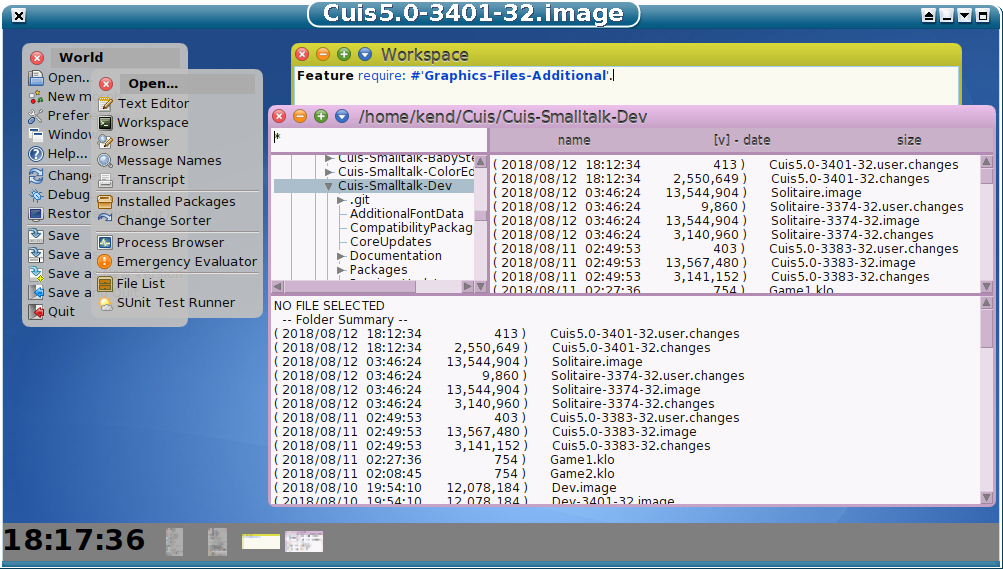 Cuis5.0-3401-32.image
World
Open..
New m
Prefer
Windo
Help...
Chang
Debug
Restor
Save
Save a
Save a
Save a
Quit
Open...
Text Editor
Workspace
Browser
Message Names
Transcript
Installed Packages
Change Sorter
Process Browser
Emergency Evaluator
File List
SUnit Test Runner
Workspace
Feature require: #'Graphics-Files-Additional'.
/home/kend/Cuis/Cuis-Smalltalk-Dev
*
name [v] - date size
Cuis-Smalltalk-BabySte
Cuis-Smalltalk-ColorEd
Cuis-Smalltalk-Dev
.git
AdditionalFontData
CompatibilityPackag
CoreUpdates
Documentation
Packages
( 2018/08/12 18:12:34 413 ) Cuis5.0-3401-32.user.changes
( 2018/08/12 18:12:34 2,550,649 ) Cuis5.0-3401-32.changes
( 2018/08/12 03:46:24 13,544,904 ) Solitaire.image
( 2018/08/12 03:46:24 9,860 ) Solitaire-3374-32.user.changes
( 2018/08/12 03:46:24 13,544,904 ) Solitaire-3374-32.image
( 2018/08/12 03:46:24 3,140,960 ) Solitaire-3374-32.changes
( 2018/08/11 02:49:53 403 ) Cuis5.0-3383-32.user.changes
( 2018/08/11 02:49:53 13,567,480 ) Cuis5.0-3383-32.image
( 2018/08/11 02:49:53 3,141,152 ) Cuis5.0-3383-32.changes
( 2018/08/11 02:27:36 754 ) Game1.klo
NO FILE SELECTED
-- Folder Summary --
( 2018/08/12 18:12:34 413 ) Cuis5.0-3401-32.user.changes
( 2018/08/12 18:12:34 2,550,649 ) Cuis5.0-3401-32.changes
( 2018/08/12 03:46:24 13,544,904 ) Solitaire.image
( 2018/08/12 03:46:24 9,860 ) Solitaire-3374-32.user.changes
( 2018/08/12 03:46:24 13,544,904 ) Solitaire-3374-32.image
( 2018/08/12 03:46:24 3,140,960 ) Solitaire-3374-32.changes
( 2018/08/11 02:49:53 403 ) Cuis5.0-3383-32.user.changes
( 2018/08/11 02:49:53 13,567,480 ) Cuis5.0-3383-32.image
( 2018/08/11 02:49:53 3,141,152 ) Cuis5.0-3383-32.changes
( 2018/08/11 02:27:36 754 ) Game1.klo
( 2018/08/11 02:08:45 754 ) Game2.klo
( 2018/08/10 19:54:10 12,078,184 ) Dev.image
( 2018/08/10 19:54:10 12,078,184 ) Dev-3401-32.image
18:17:36